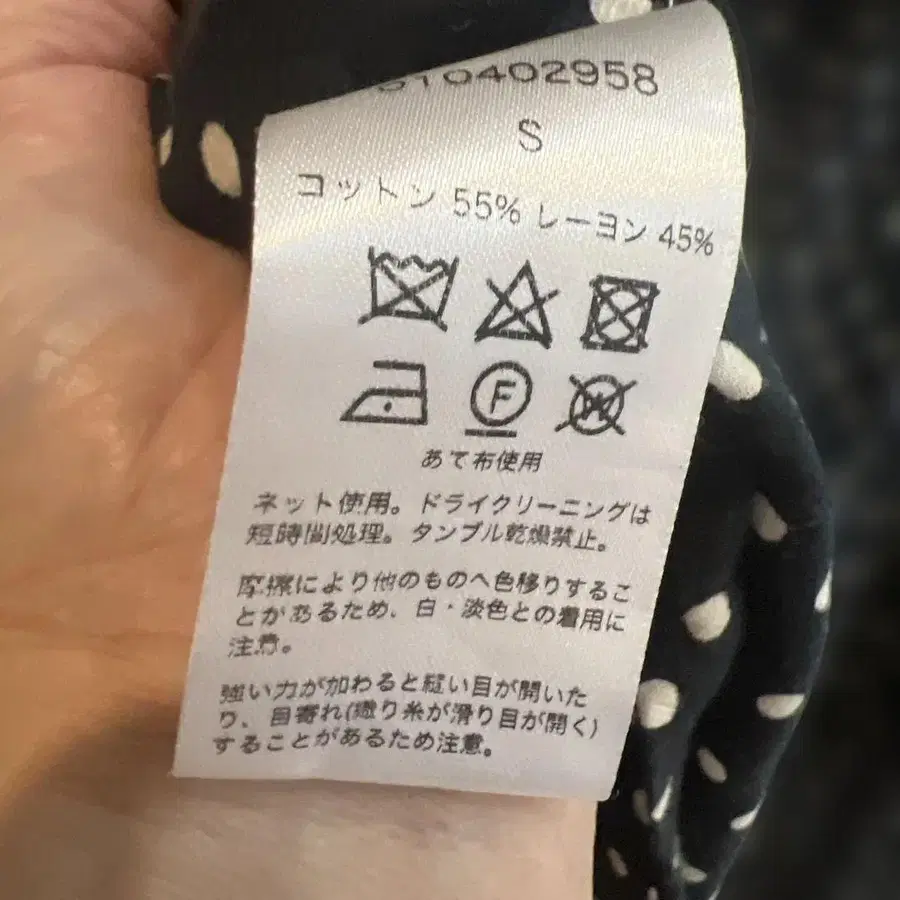 610402958
S
コットン 55% レーヨン 45%
F
W
あて布使用
ネット使用。ドライクリーニングは
短時間処理。タンブル乾燥禁止。
摩擦により他のものへ色移りするこ
とがあるため、白・淡色との着用に
注意。
強い力が加わると縫い目が開いた
り、目寄れ(織り糸が滑り目が開く)
することがあるため注意。